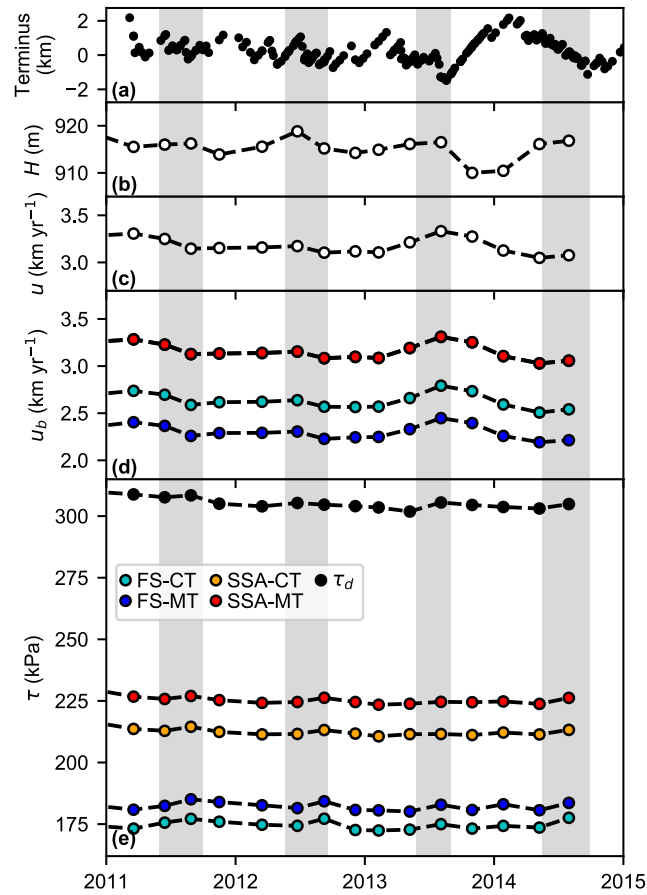 Terminus
(km)
2
0
−2
(a)
H (m)
920
910
(b)
u (km yr⁻¹)
3.5
3.0
(c)
u_b (km yr⁻¹)
3.5
3.0
2.5
2.0
(d)
τ (kPa)
300
275
250
225
200
175
FS-CT SSA-CT τ_d
FS-MT SSA-MT
(e)
2011 2012 2013 2014 2015